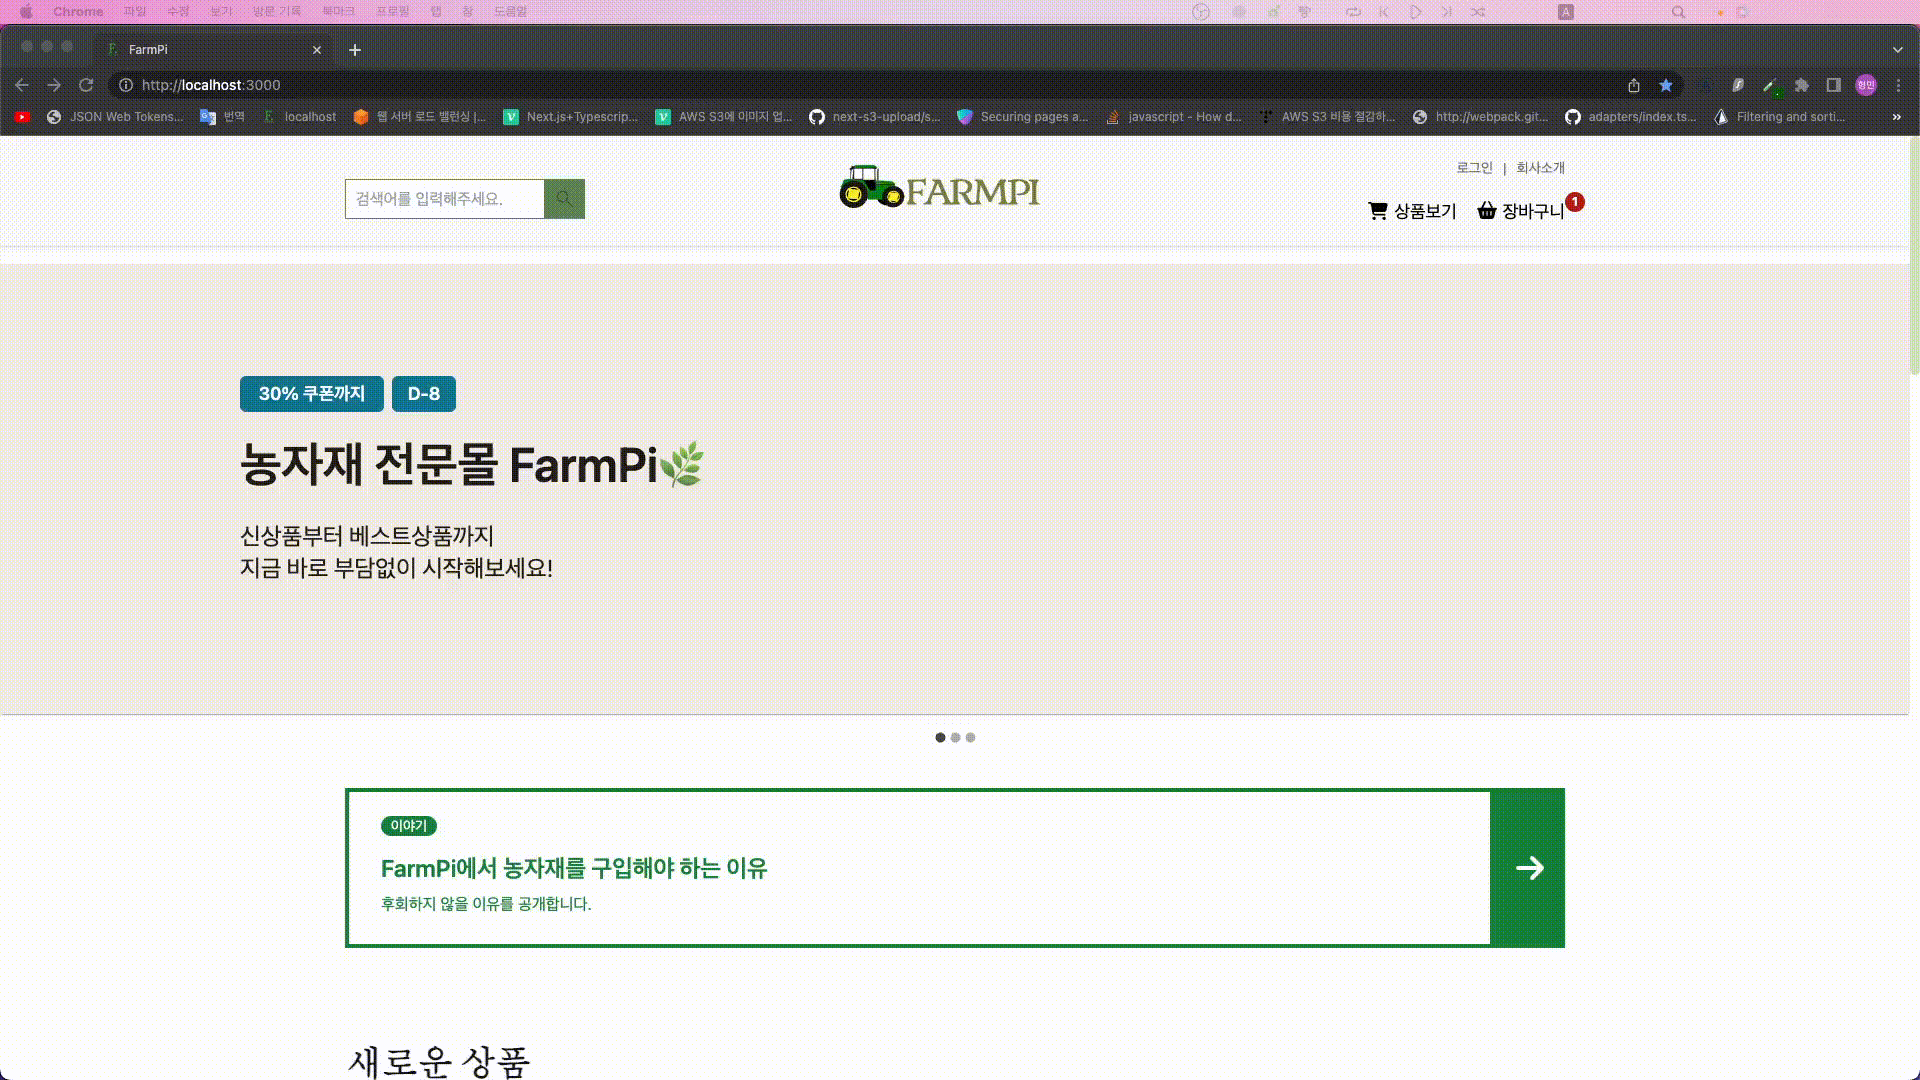 Chrome 파일 수정 보기 방문 기록 북마크 프로필 탭 창 도움말 A
FarmPi
http://localhost:3000
형민
JSON Web Tokens... 번역 localhost 웹 서버 로드 밸런싱 |... Next.js+Typescrip... AWS S3에 이미지 업... next-s3-upload/s... Securing pages a... javascript - How d... AWS S3 비용 절감하... http://webpack.git... adapters/index.ts... Filtering and sorti... »
로그인 | 회사소개
검색어를 입력해주세요.
FARMPI
상품보기 장바구니 1
30% 쿠폰까지 D-8
농자재 전문몰 FarmPi🌿
신상품부터 베스트상품까지
지금 바로 부담없이 시작해보세요!
이야기
FarmPi에서 농자재를 구입해야 하는 이유
후회하지 않을 이유를 공개합니다.
새로운 상품